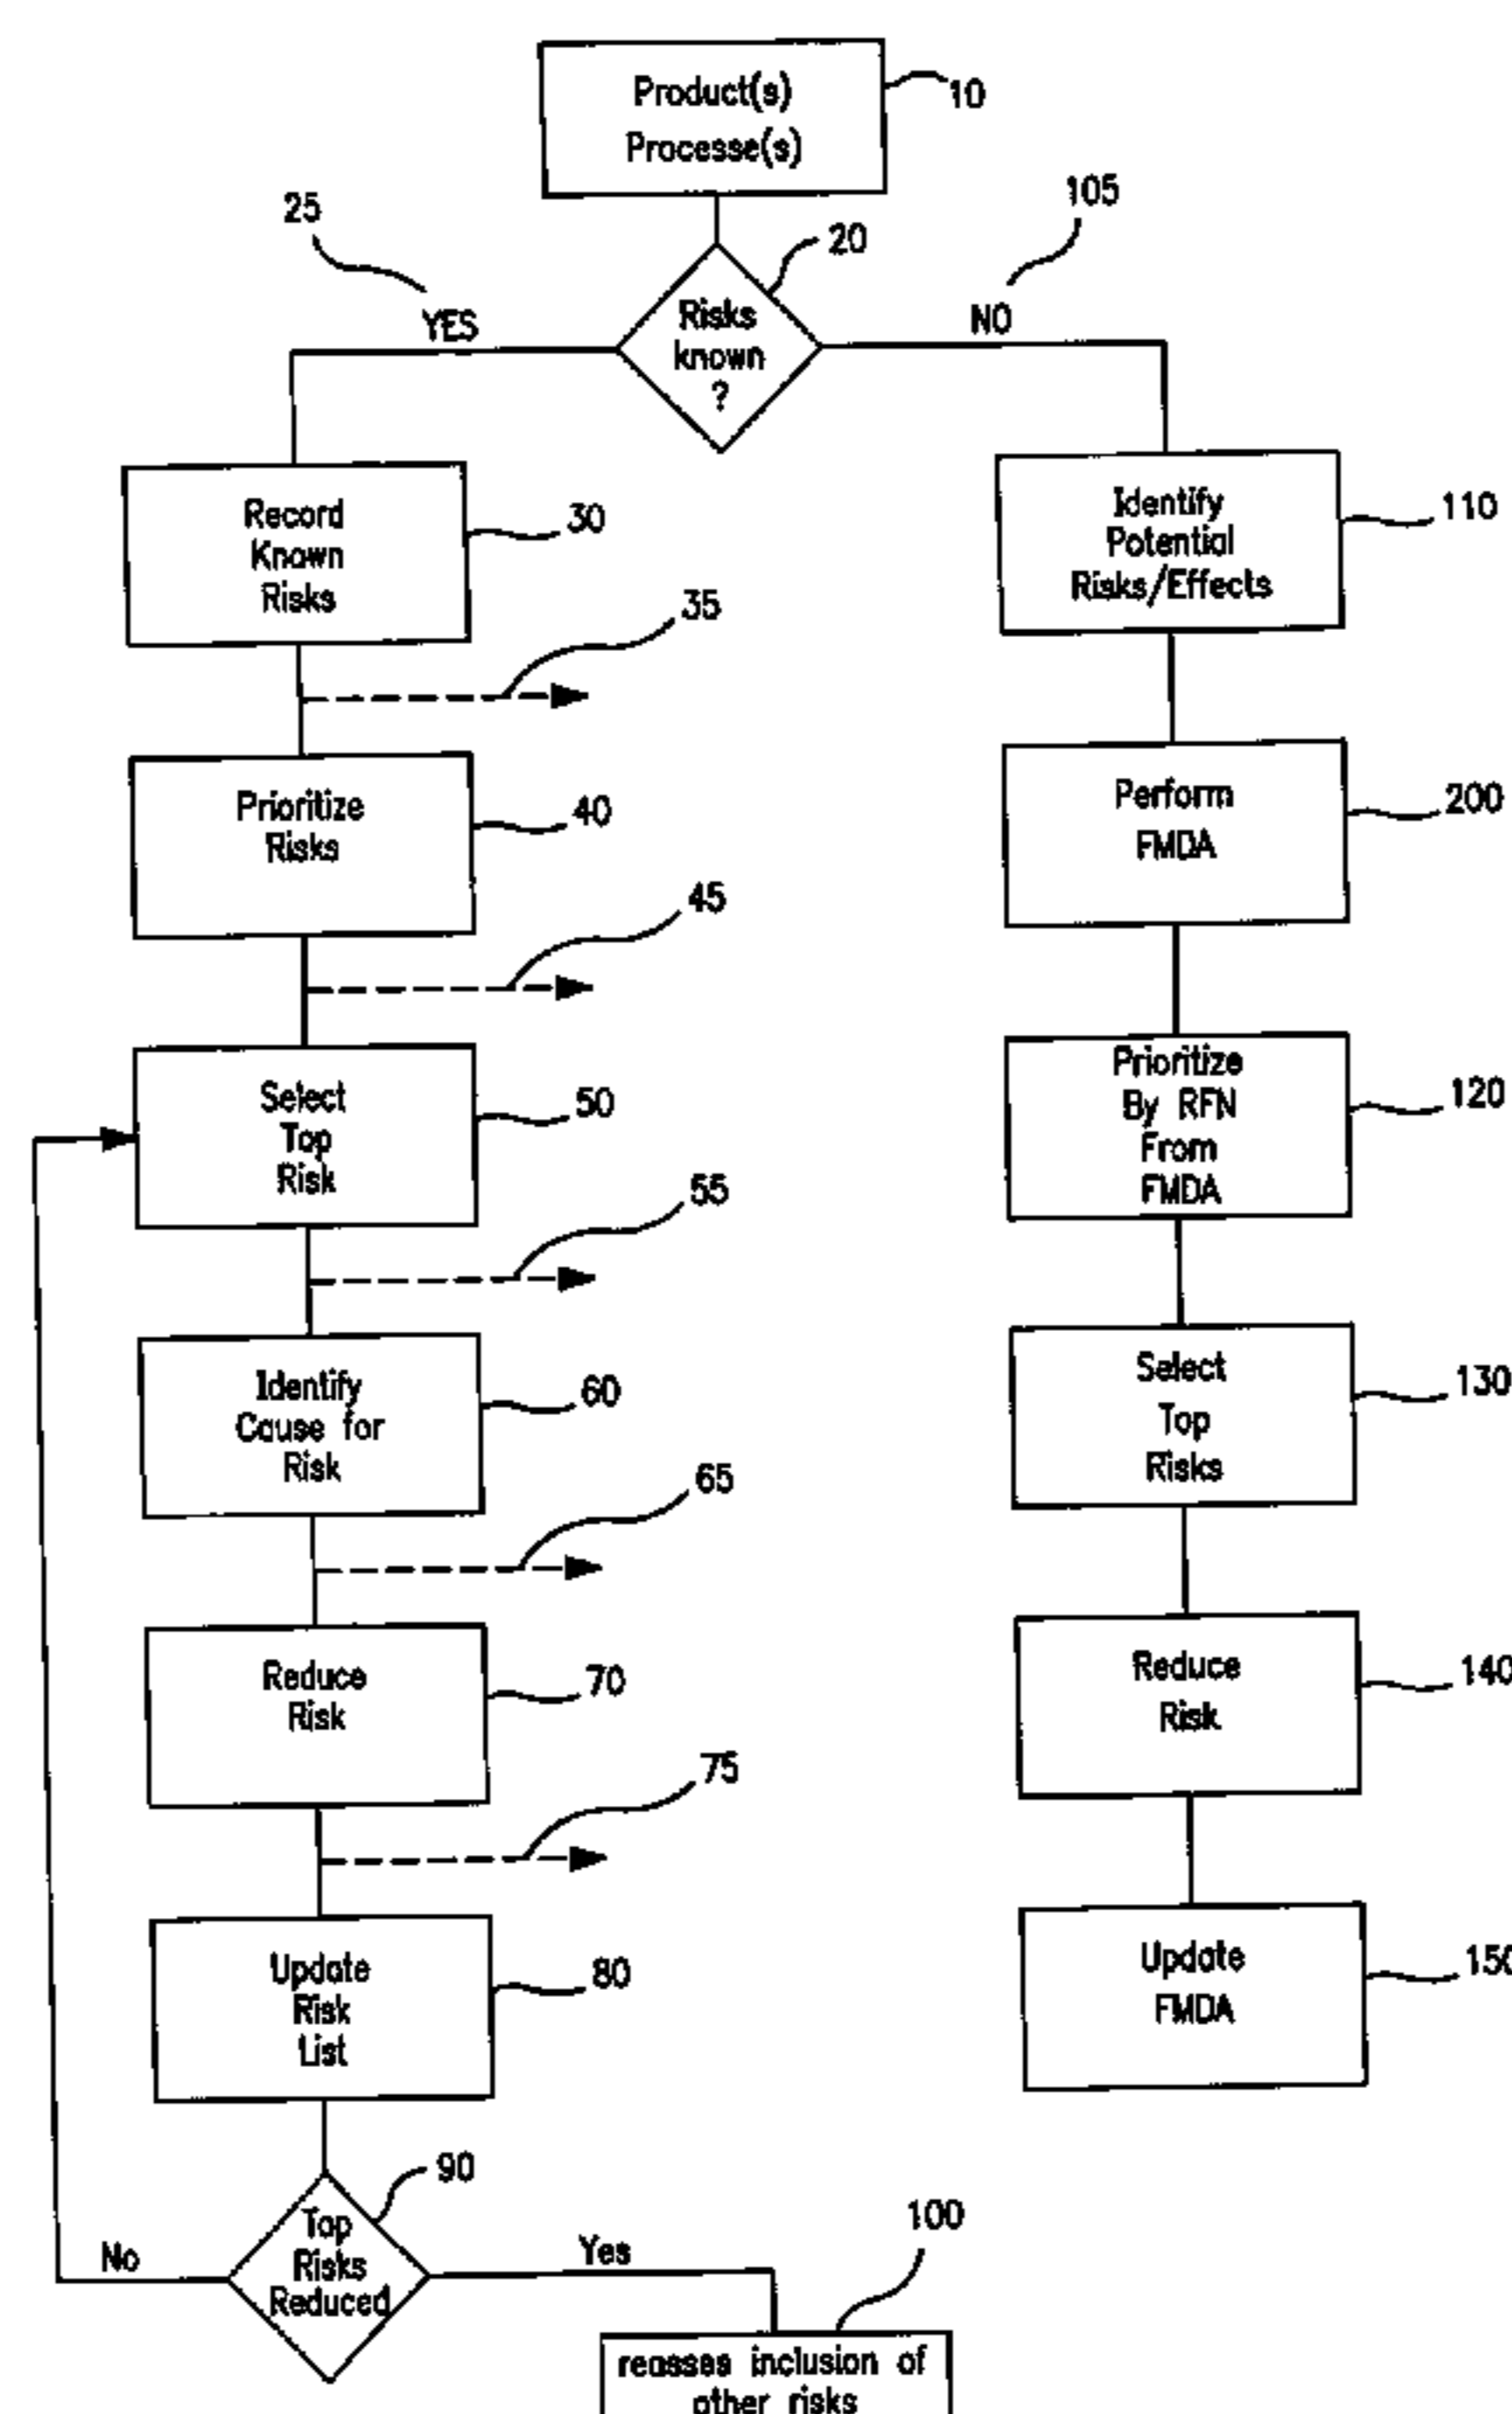 Product(s)
Processe(s)
10
25
105
20
Risks
known
?
YES
NO
Record
Known
Risks
30
Identify
Potential
Risks/Effects
110
35
Prioritize
Risks
40
Perform
FMDA
200
45
Select
Top
Risk
50
Prioritize
By RFN
From
FMDA
120
55
Identify
Cause for
Risk
60
Select
Top
Risks
130
65
Reduce
Risk
70
Reduce
Risk
140
75
Update
Risk
List
80
Update
FMDA
150
90
Top
Risks
Reduced
No
Yes
100
reasses inclusion of
other risks